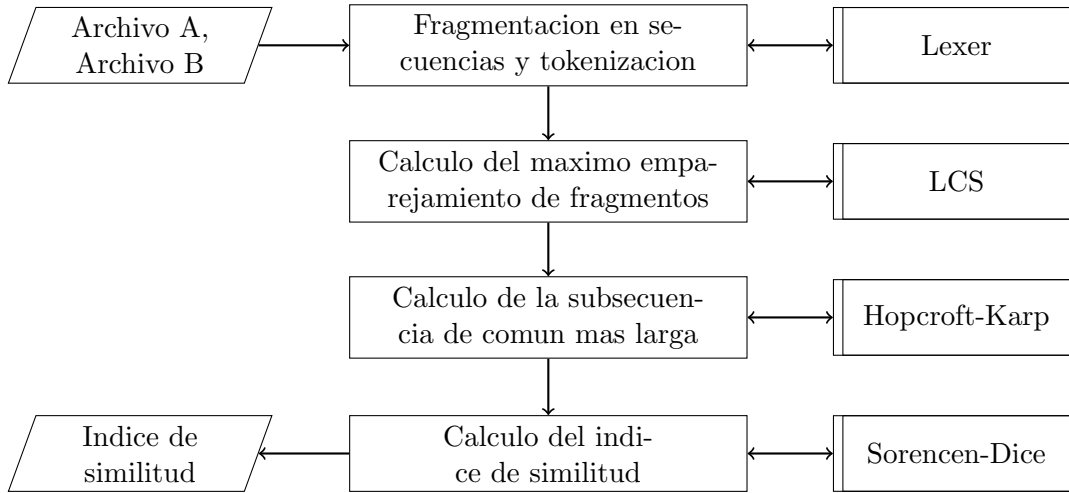 Archivo A,
Archivo B
Fragmentacion en se-
cuencias y tokenizacion
Lexer
Calculo del maximo empa-
rejamiento de fragmentos
LCS
Calculo de la subsecuen-
cia de comun mas larga
Hopcroft-Karp
Indice de
similitud
Calculo del indi-
ce de similitud
Sorencen-Dice